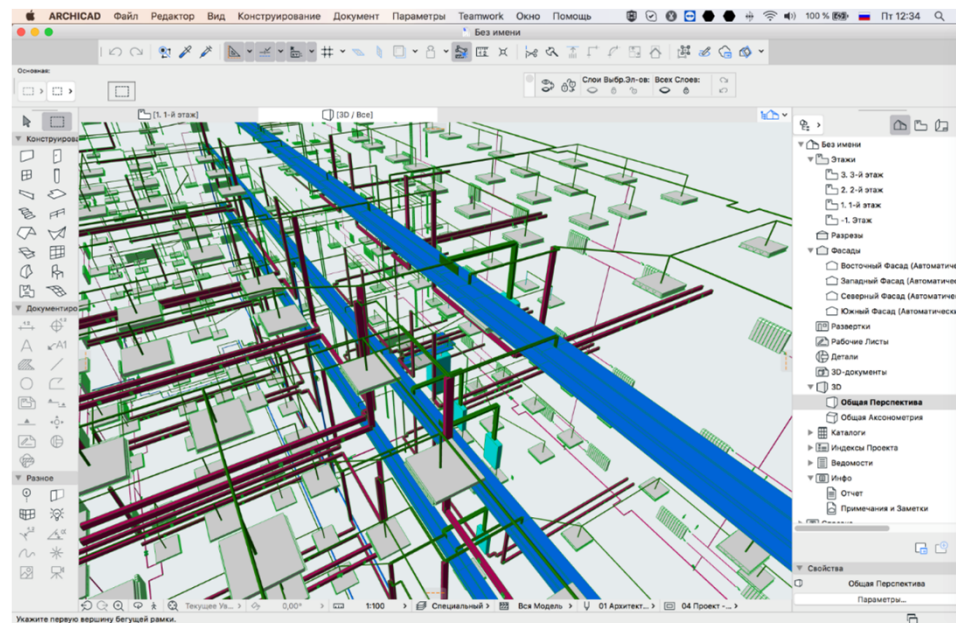 ARCHICAD Файл Редактор Вид Конструирование Документ Параметры Teamwork Окно Помощь 100 % Пт 12:34
Без имени
Основная:
Слои Выбр.Эл-ов: Всех Слоев:
[1. 1-й этаж] [3D / Все]
Конструирова
Документиро
Разное
Без имени
Этажи
3. 3-й этаж
2. 2-й этаж
1. 1-й этаж
-1. Этаж
Разрезы
Фасады
Восточный Фасад (Автоматиче
Западный Фасад (Автоматичес
Северный Фасад (Автоматичес
Южный Фасад (Автоматически
Развертки
Рабочие Листы
Детали
3D-документы
3D
Общая Перспектива
Общая Аксонометрия
Каталоги
Индексы Проекта
Ведомости
Инфо
Отчет
Примечания и Заметки
Свойства
Общая Перспектива
Параметры...
Текущее Ув... 0,00° 1:100 Специальный Вся Модель 01 Архитект... 04 Проект -...
Укажите первую вершину бегущей рамки.